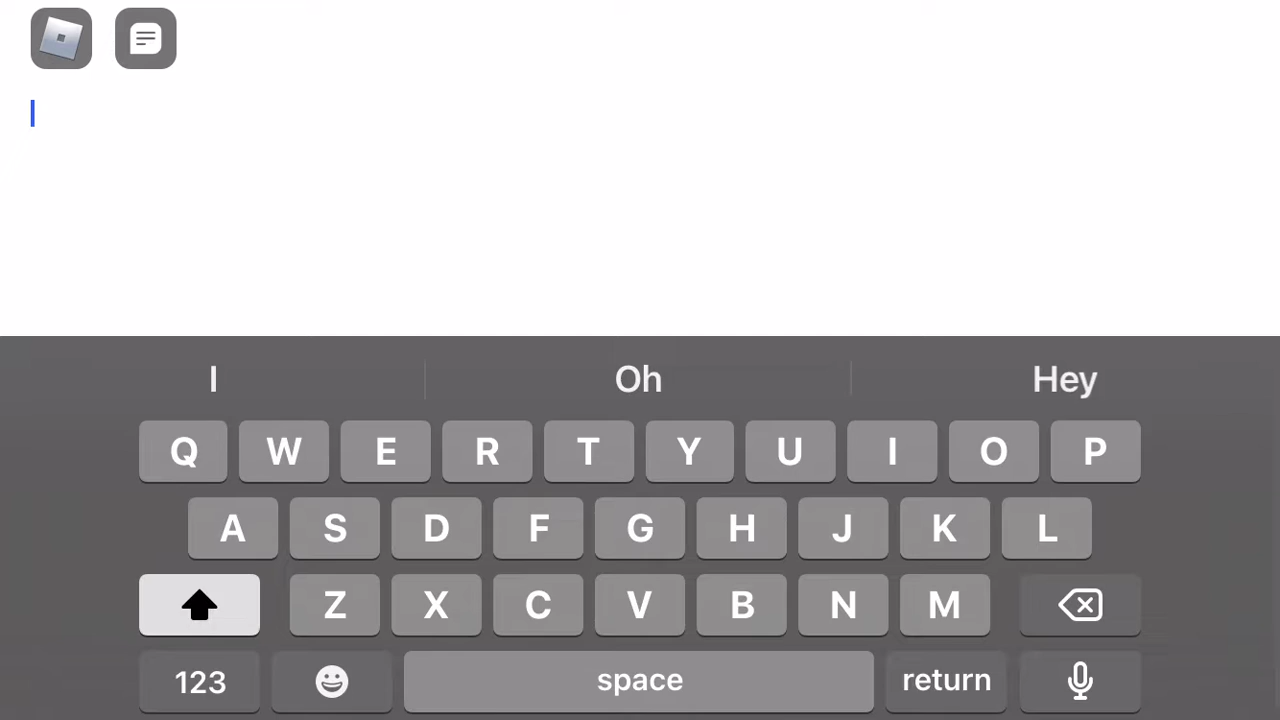 I Oh Hey
Q W E R T Y U I O P
A S D F G H J K L
Z X C V B N M
123 space return